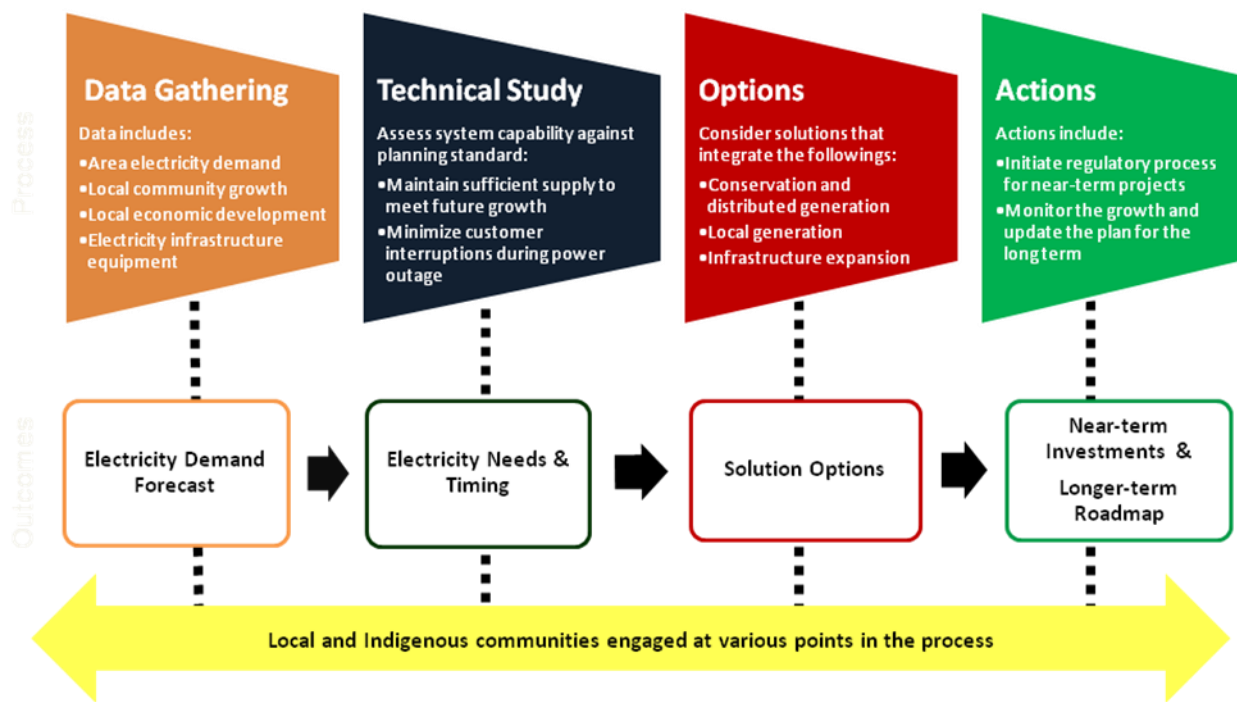 Process
Data Gathering
Data includes:
•Area electricity demand
•Local community growth
•Local economic development
•Electricity infrastructure
equipment
Technical Study
Assess system capability against
planning standard:
•Maintain sufficient supply to
meet future growth
•Minimize customer
interruptions during power
outage
Options
Consider solutions that
integrate the followings:
•Conservation and
distributed generation
•Local generation
•Infrastructure expansion
Actions
Actions include:
•Initiate regulatory process
for near-term projects
•Monitor the growth and
update the plan for the
long term
Outcomes
Electricity Demand
Forecast
Electricity Needs &
Timing
Solution Options
Near-term
Investments &
Longer-term
Roadmap
Local and Indigenous communities engaged at various points in the process